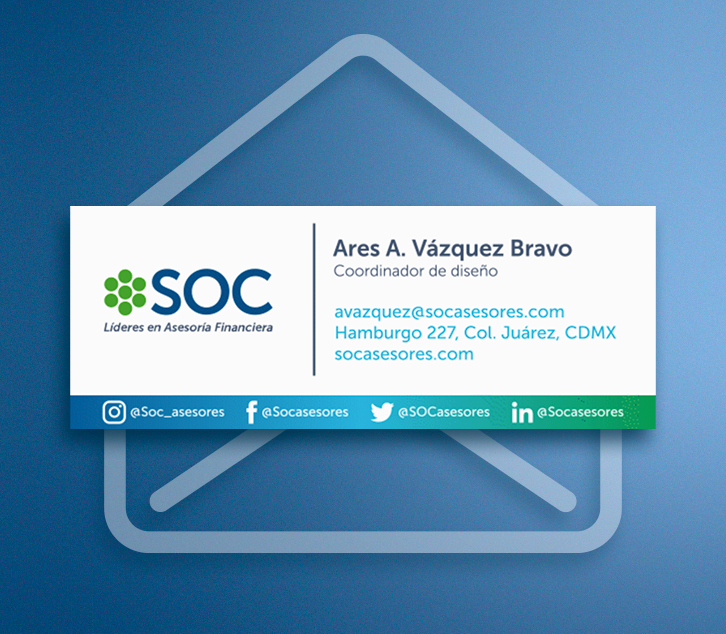 SOC
Líderes en Asesoría Financiera
Ares A. Vázquez Bravo
Coordinador de diseño
avazquez@socasesores.com
Hamburgo 227, Col. Juárez, CDMX
socasesores.com
@Soc_asesores @Socasesores @SOCasesores @Socasesores